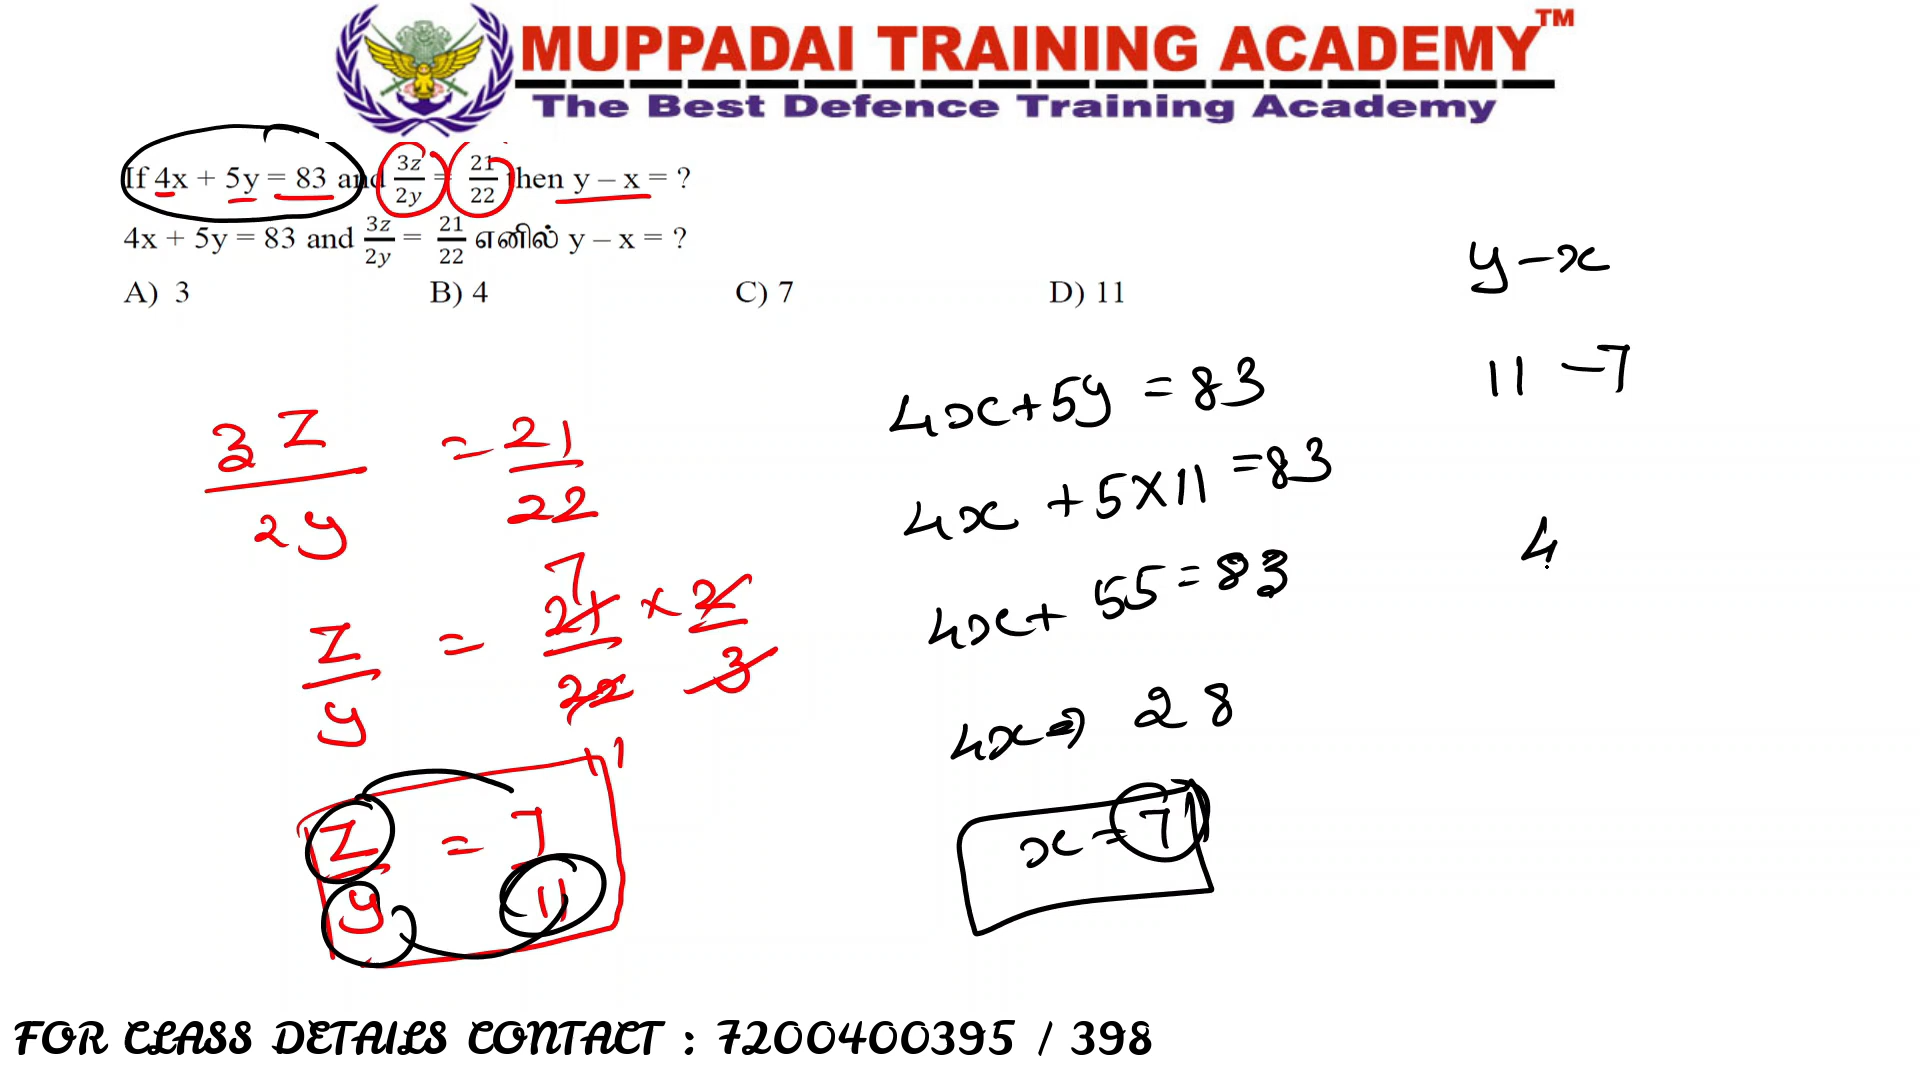 MUPPADAI TRAINING ACADEMY™
The Best Defence Training Academy
If 4x + 5y = 83 and 3z/2y = 21/22 then y – x = ?
4x + 5y = 83 and 3z/2y = 21/22 எனில் y – x = ?
A) 3 B) 4 C) 7 D) 11
3z/2y = 21/22
z/y = 21/22 × 2/3
7
11
z/y = 7/11
4x + 5y = 83
4x + 5×11 = 83
4x + 55 = 83
4x = 28
x = 7
y – x
11 – 7
4
FOR CLASS DETAILS CONTACT : 7200400395 / 398